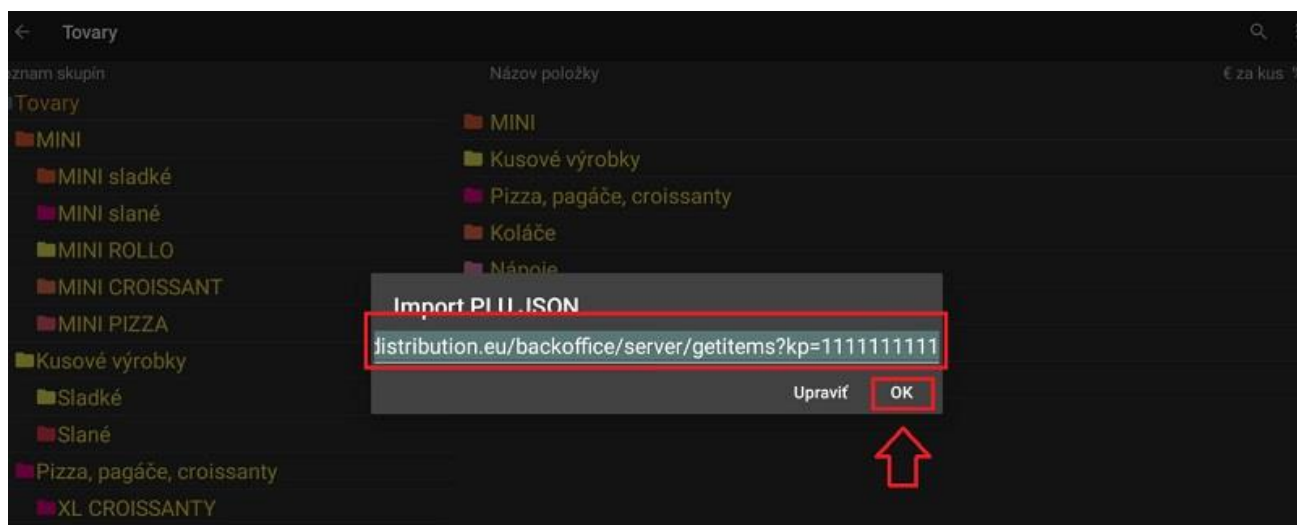 Tovary
znam skupín
Názov položky
€ za kus
Tovary
MINI
MINI sladké
MINI slané
MINI ROLLO
MINI CROISSANT
MINI PIZZA
Kusové výrobky
Sladké
Slané
Pizza, pagáče, croissanty
XL CROISSANTY
MINI
Kusové výrobky
Pizza, pagáče, croissanty
Koláče
Nápoje
Import PLU JSON
distribution.eu/backoffice/server/getitems?kp=1111111111
Upraviť
OK